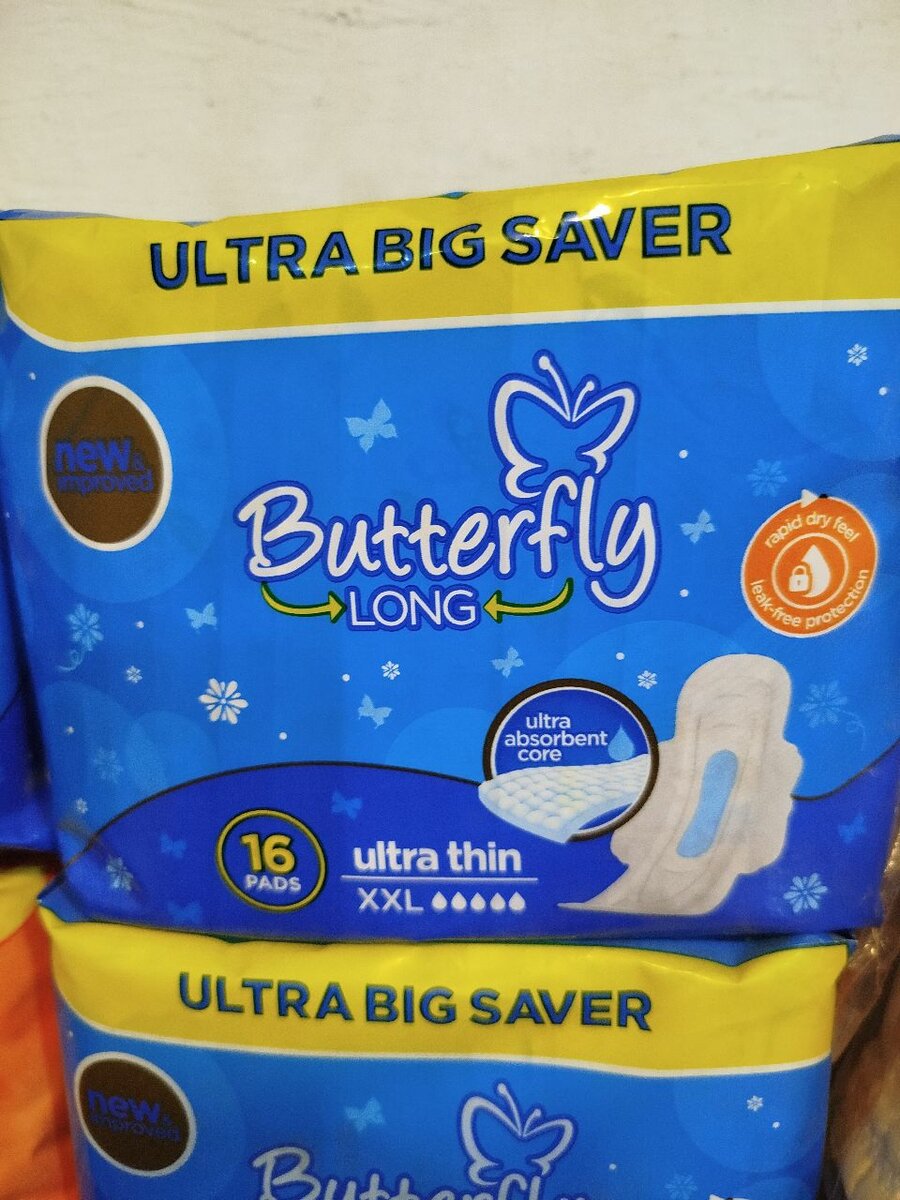 ULTRA BIG SAVER
new &
improved
Butterfly
LONG
rapid dry feel
leak-free protection
ultra
absorbent
core
16
PADS
ultra thin
XXL
ULTRA BIG SAVER
new &
improved
Butterfly